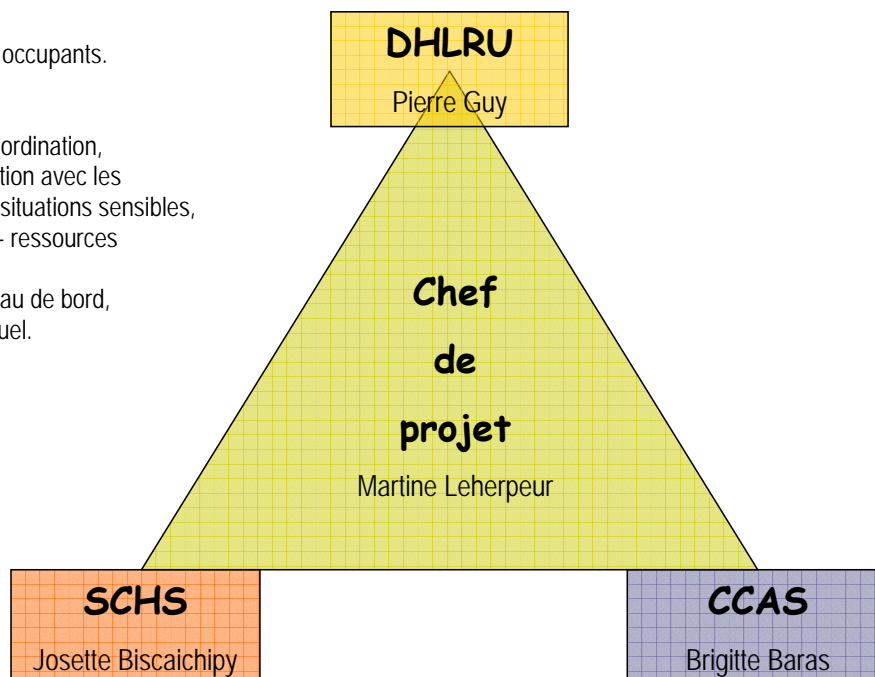 occupants.
ordination,
tion avec les
situations sensibles,
- ressources
au de bord,
uel.
DHLRU
Pierre Guy
Chef
de
projet
Martine Leherpeur
SCHS
Josette Biscaichipy
CCAS
Brigitte Baras